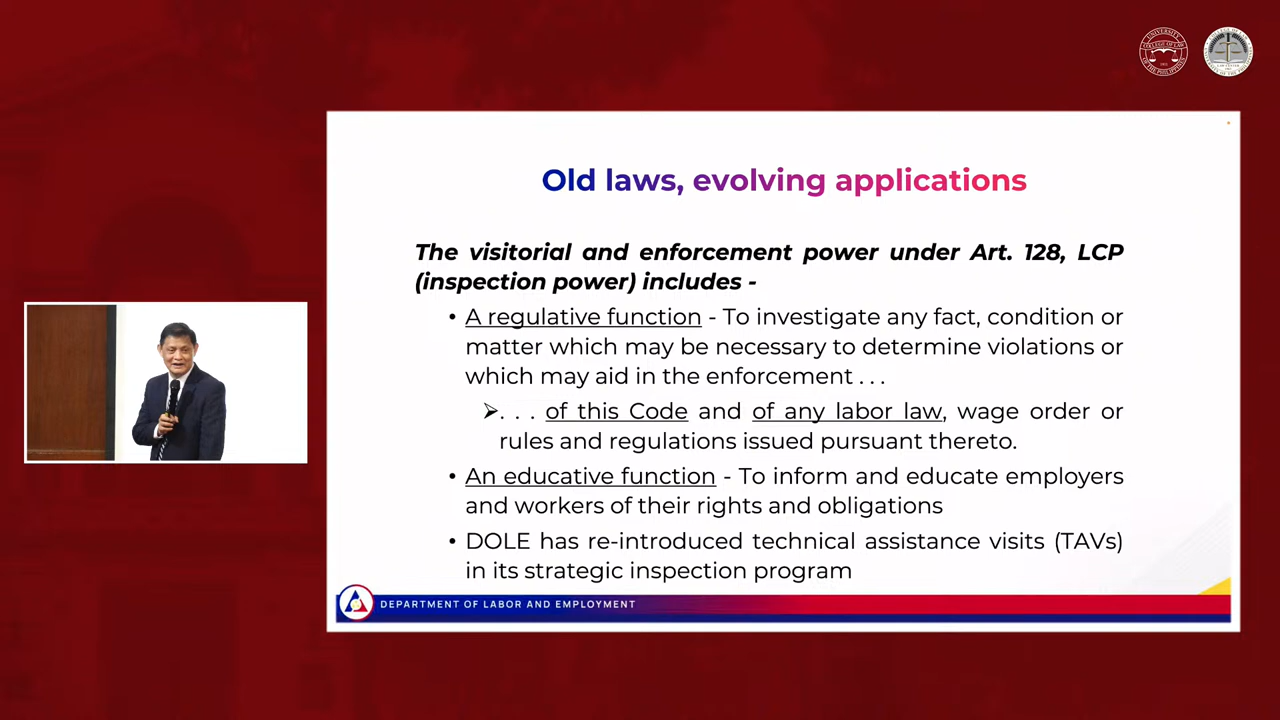 Old laws, evolving applications
The visitorial and enforcement power under Art. 128, LCP
(inspection power) includes -
• A regulative function - To investigate any fact, condition or
matter which may be necessary to determine violations or
which may aid in the enforcement . . .
➢. . . of this Code and of any labor law, wage order or
rules and regulations issued pursuant thereto.
• An educative function - To inform and educate employers
and workers of their rights and obligations
• DOLE has re-introduced technical assistance visits (TAVs)
in its strategic inspection program
DEPARTMENT OF LABOR AND EMPLOYMENT